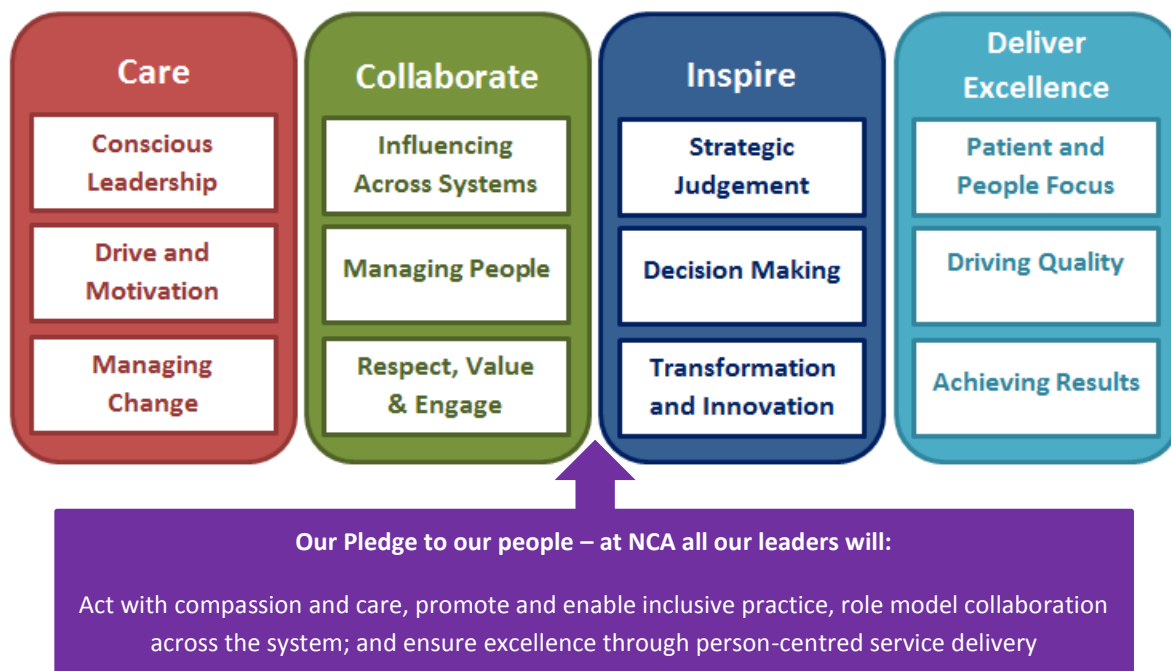 Care
Conscious
Leadership
Drive and
Motivation
Managing
Change
Collaborate
Influencing
Across Systems
Managing People
Respect, Value
& Engage
Inspire
Strategic
Judgement
Decision Making
Transformation
and Innovation
Deliver
Excellence
Patient and
People Focus
Driving Quality
Achieving Results
Our Pledge to our people – at NCA all our leaders will:
Act with compassion and care, promote and enable inclusive practice, role model collaboration
across the system; and ensure excellence through person-centred service delivery